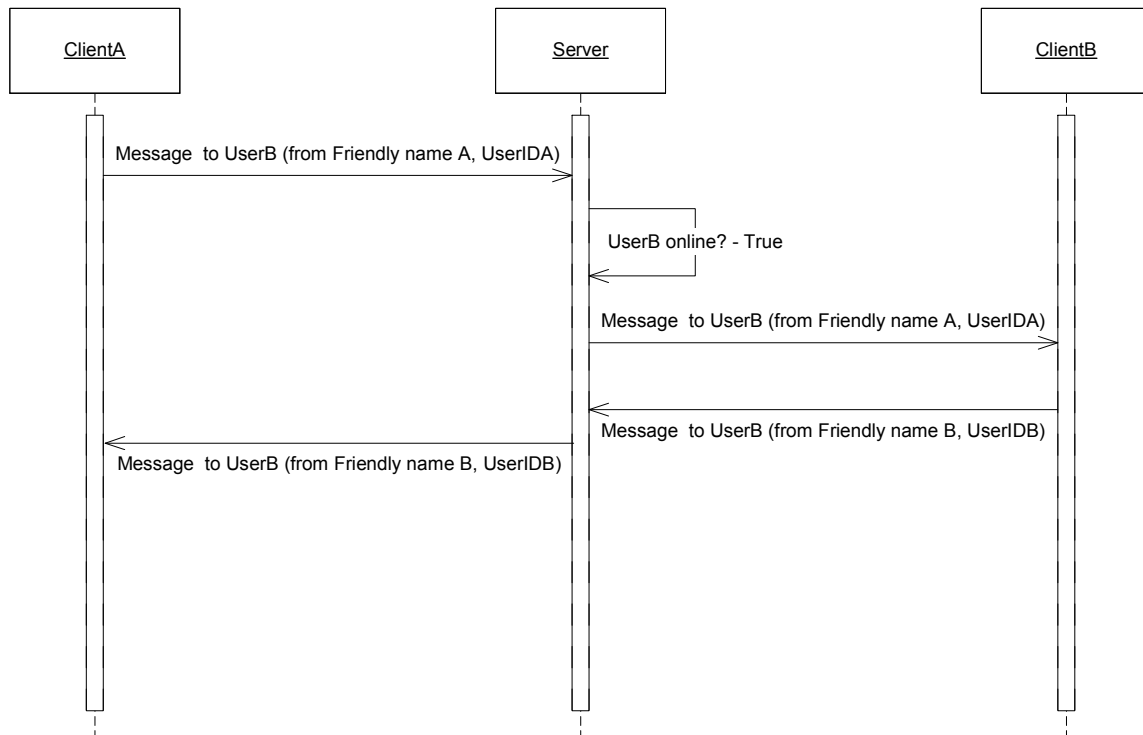 ClientA
Server
ClientB
Message  to UserB (from Friendly name A, UserIDA)
UserB online? - True
Message  to UserB (from Friendly name A, UserIDA)
Message  to UserB (from Friendly name B, UserIDB)
Message  to UserB (from Friendly name B, UserIDB)